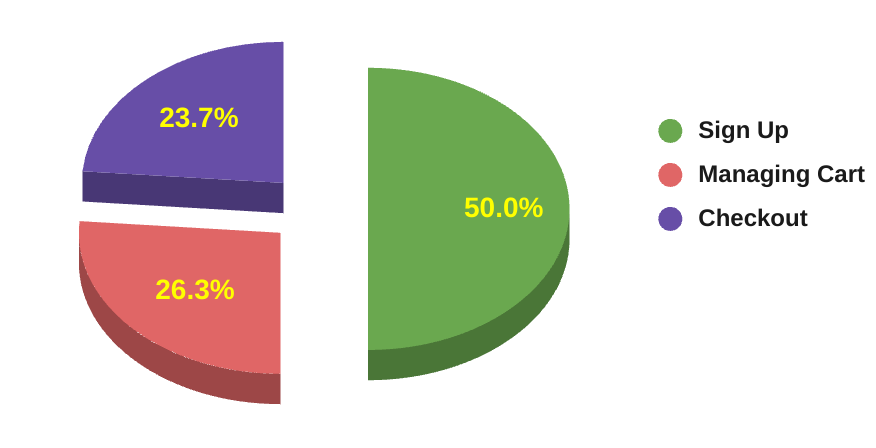 23.7%
50.0%
26.3%
Sign Up
Managing Cart
Checkout